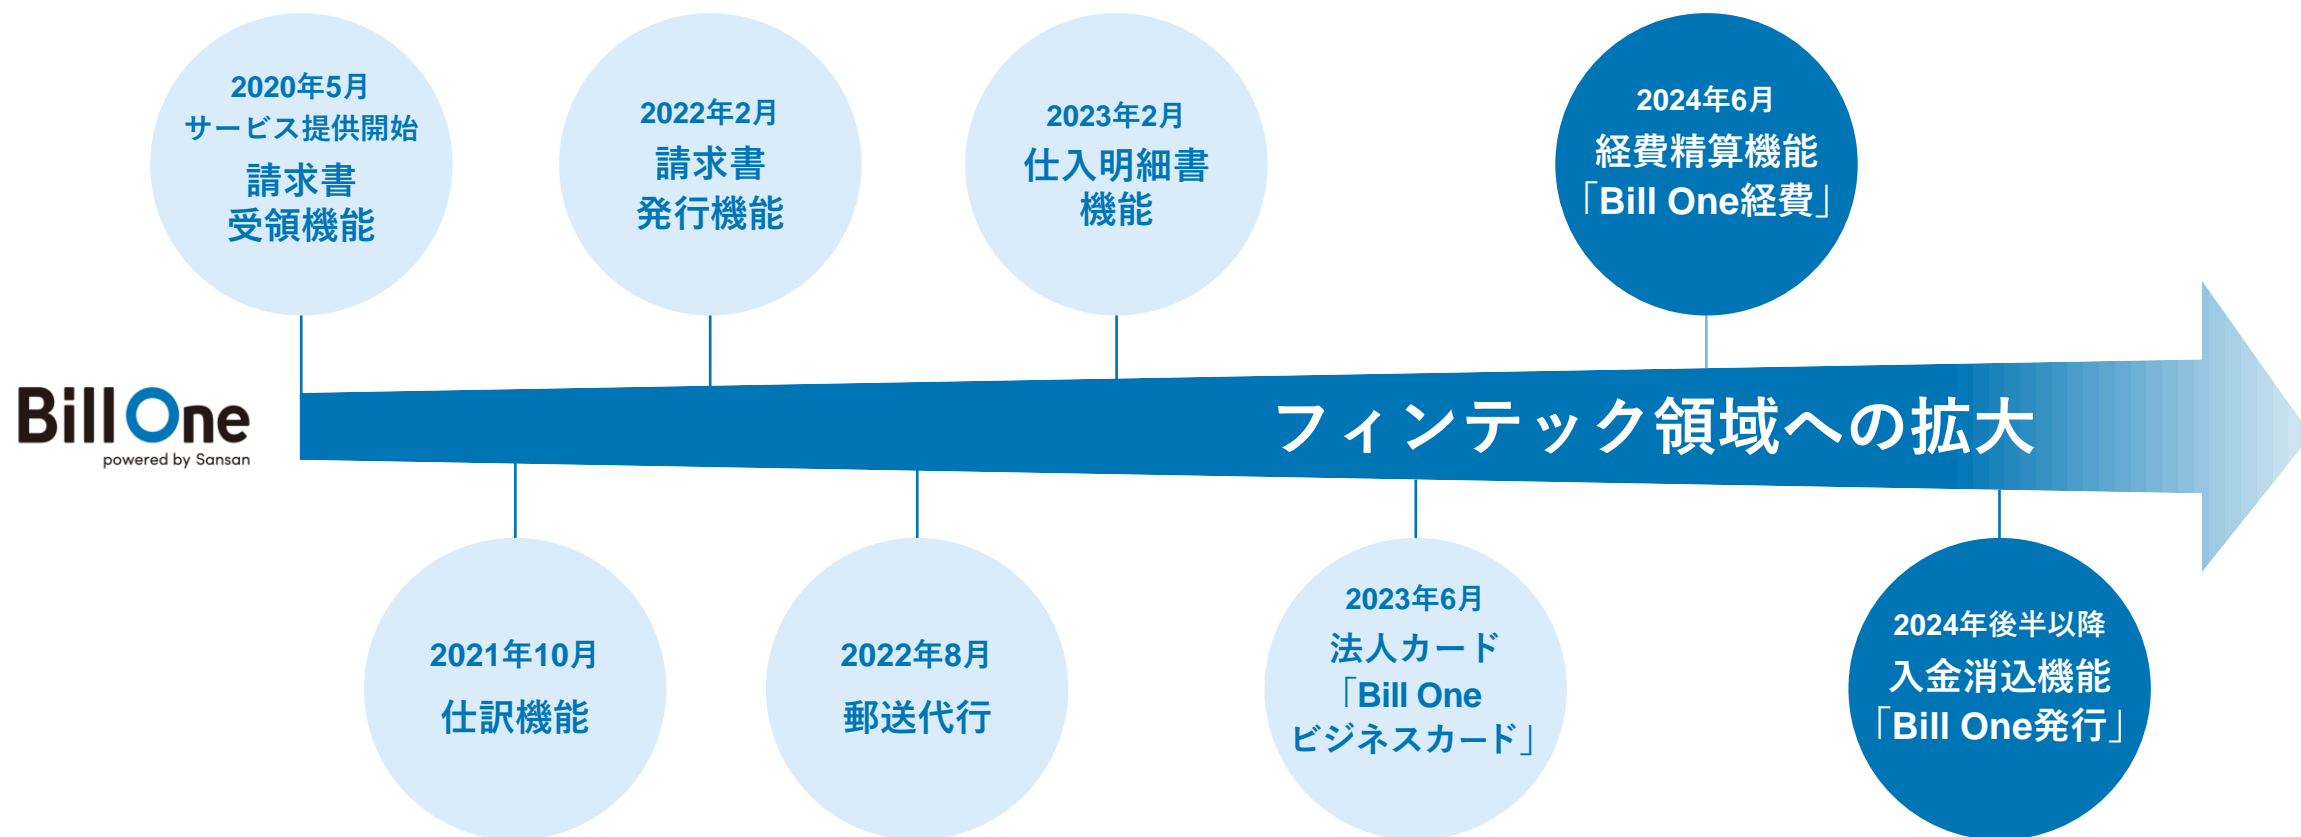 2020年5月
サービス提供開始
請求書
受領機能
2022年2月
請求書
発行機能
2023年2月
仕入明細書
機能
2024年6月
経費精算機能
「Bill One経費」
Bill One
powered by Sansan
フィンテック領域への拡大
2021年10月
仕訳機能
2022年8月
郵送代行
2023年6月
法人カード
「Bill One
ビジネスカード」
2024年後半以降
入金消込機能
「Bill One発行」